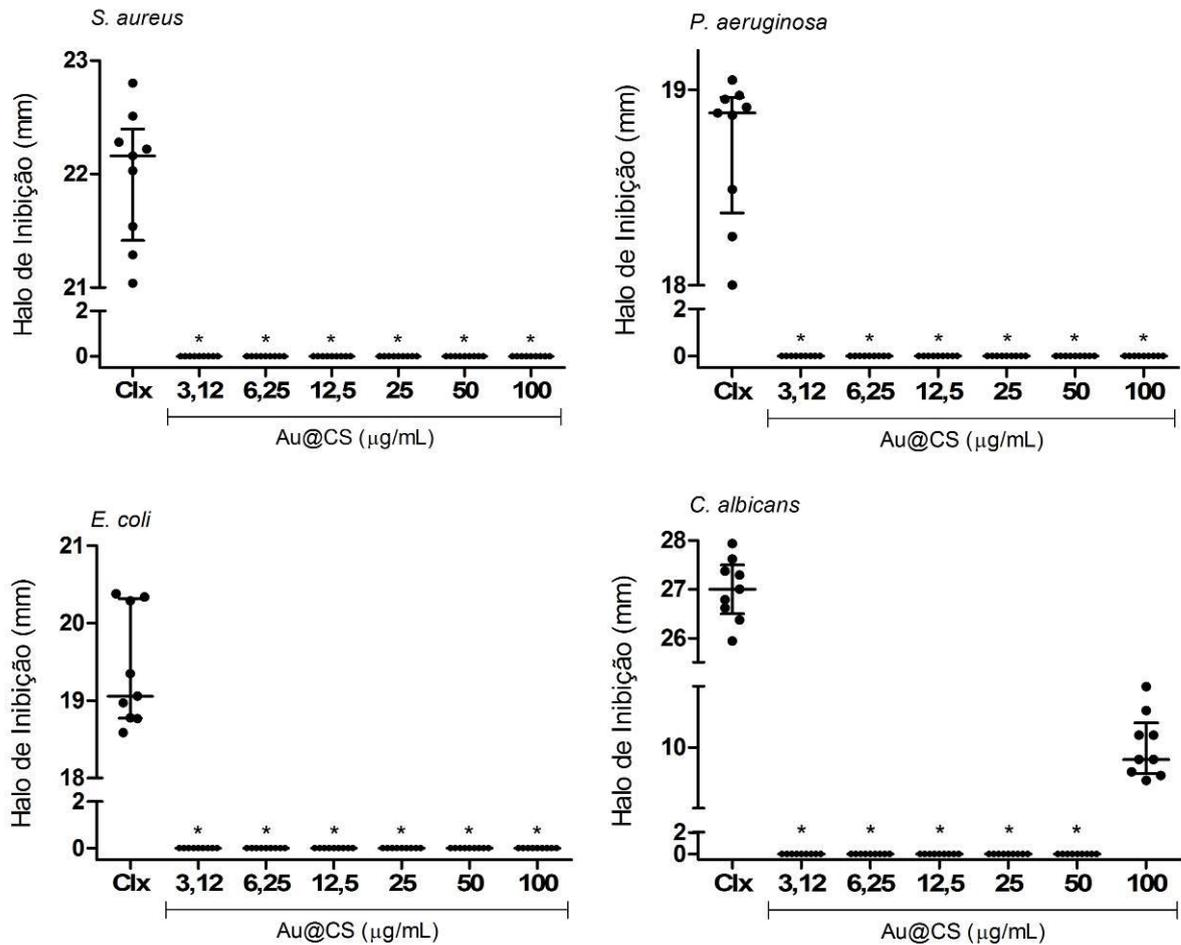 S. aureus
Halo de Inibição (mm)
23
22
21
2
0
* * * * * *
Clx 3,12 6,25 12,5 25 50 100
Au@CS (μg/mL)
P. aeruginosa
Halo de Inibição (mm)
19
18
2
0
* * * * * *
Clx 3,12 6,25 12,5 25 50 100
Au@CS (μg/mL)
E. coli
Halo de Inibição (mm)
21
20
19
18
2
0
* * * * * *
Clx 3,12 6,25 12,5 25 50 100
Au@CS (μg/mL)
C. albicans
Halo de Inibição (mm)
28
27
26
10
2
0
* * * * *
Clx 3,12 6,25 12,5 25 50 100
Au@CS (μg/mL)